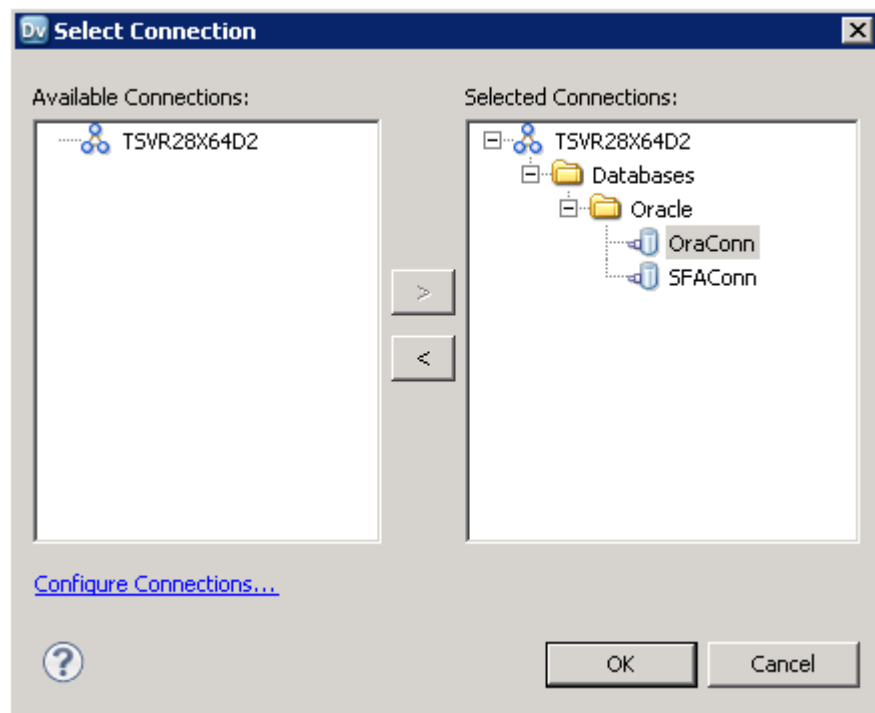 Dv Select Connection
Available Connections:
Selected Connections:
TSVR28X64D2
TSVR28X64D2
Databases
Oracle
OraConn
SFAConn
>
<
Configure Connections...
?
OK
Cancel